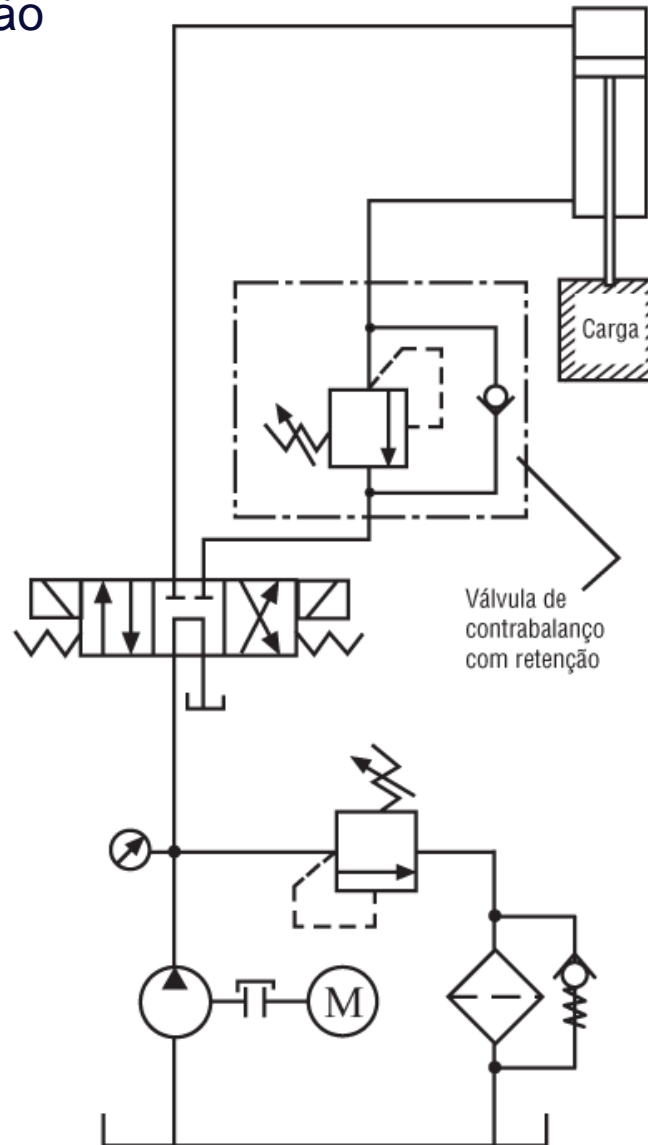 ão
Carga
Válvula de
contrabalanço
com retenção
M